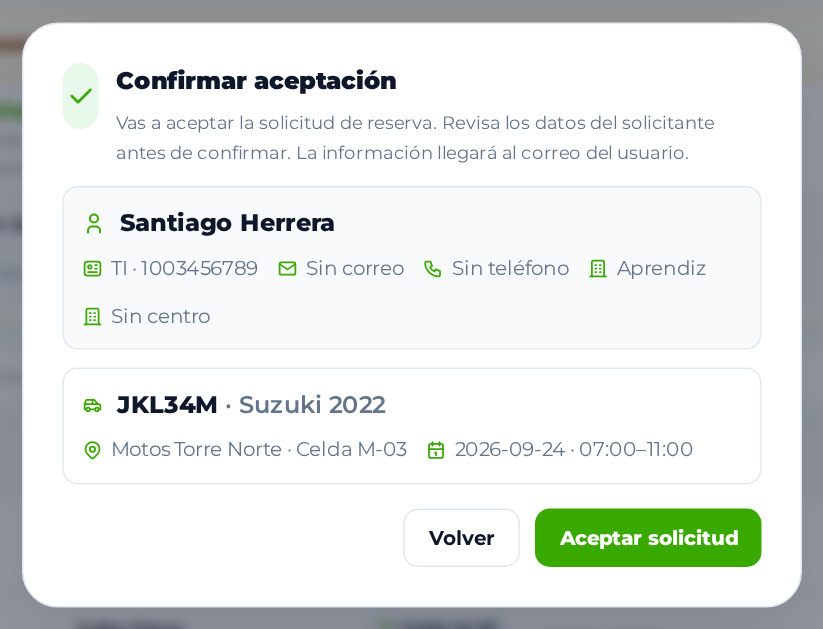 Confirmar aceptación
Vas a aceptar la solicitud de reserva. Revisa los datos del solicitante
antes de confirmar. La información llegará al correo del usuario.
Santiago Herrera
TI · 1003456789 Sin correo Sin teléfono Aprendiz
Sin centro
JKL34M · Suzuki 2022
Motos Torre Norte · Celda M-03 2026-09-24 · 07:00–11:00
Volver Aceptar solicitud